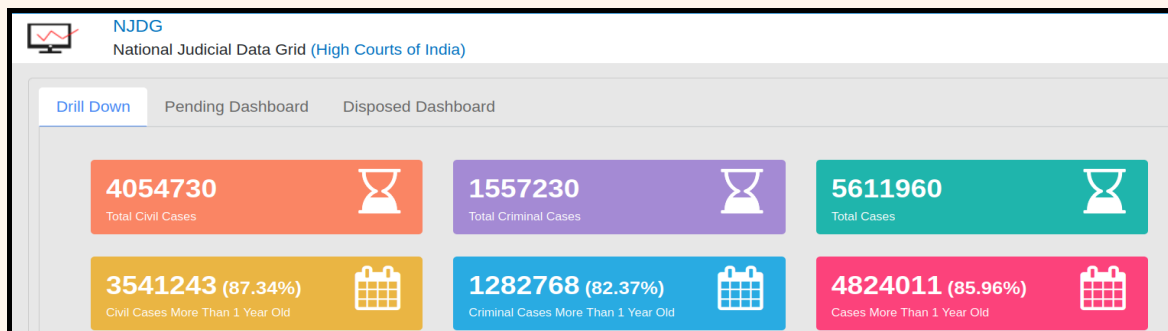 NJDG
National Judicial Data Grid (High Courts of India)
Drill Down Pending Dashboard Disposed Dashboard
4054730
Total Civil Cases
1557230
Total Criminal Cases
5611960
Total Cases
3541243 (87.34%)
Civil Cases More Than 1 Year Old
1282768 (82.37%)
Criminal Cases More Than 1 Year Old
4824011 (85.96%)
Cases More Than 1 Year Old